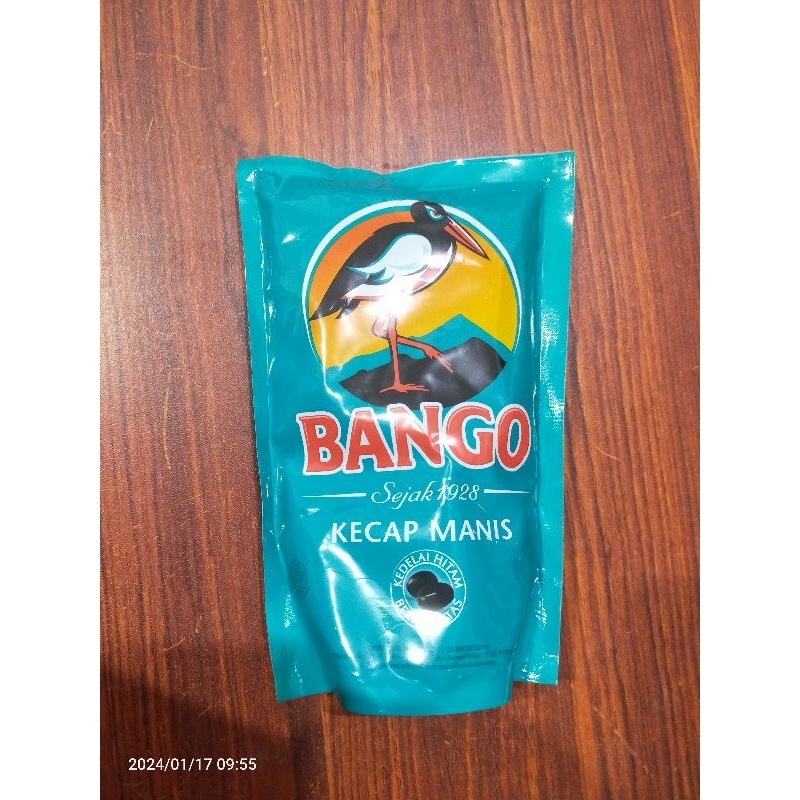 BANGO
Sejak 1928
KECAP MANIS
KEDELAI HITAM
2024/01/17 09:55